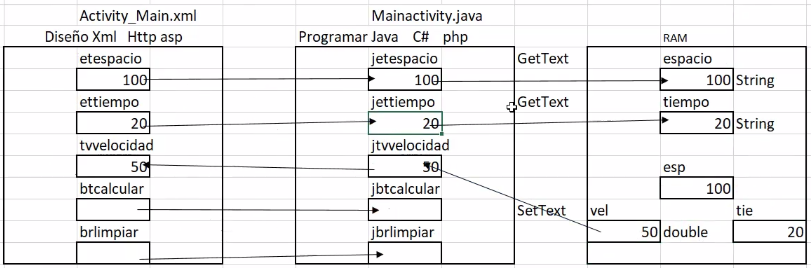 Activity_Main.xml Mainactivity.java
Diseño Xml Http asp Programar Java C# php RAM
etespacio jetespacio GetText espacio
100 100 100 String
ettiempo jettiempo GetText tiempo
20 20 20 String
tvvelocidad jtvvelocidad
50 50 esp
100
btcalcular jbtcalcular
SetText vel tie
brlimpiar jbrlimpiar 50 double 20